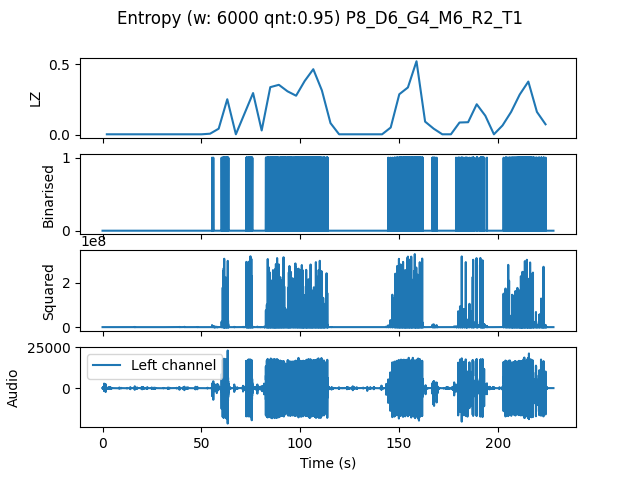 Entropy (w: 6000 qnt:0.95) P8_D6_G4_M6_R2_T1
0.5
LZ
0.0
1
Binarised
0
1e8
2
Squared
0
25000
Left channel
0
Audio
0 50 100 150 200
Time (s)